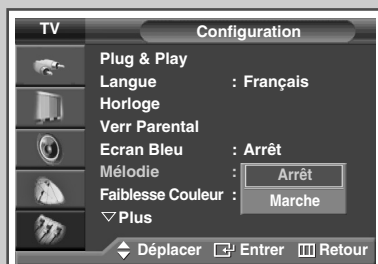 TV Configuration
Plug & Play
Langue : Français
Horloge
Verr Parental
Ecran Bleu : Arrêt
Mélodie : Arrêt
Faiblesse Couleur : Marche
▽Plus
Déplacer Entrer Retour